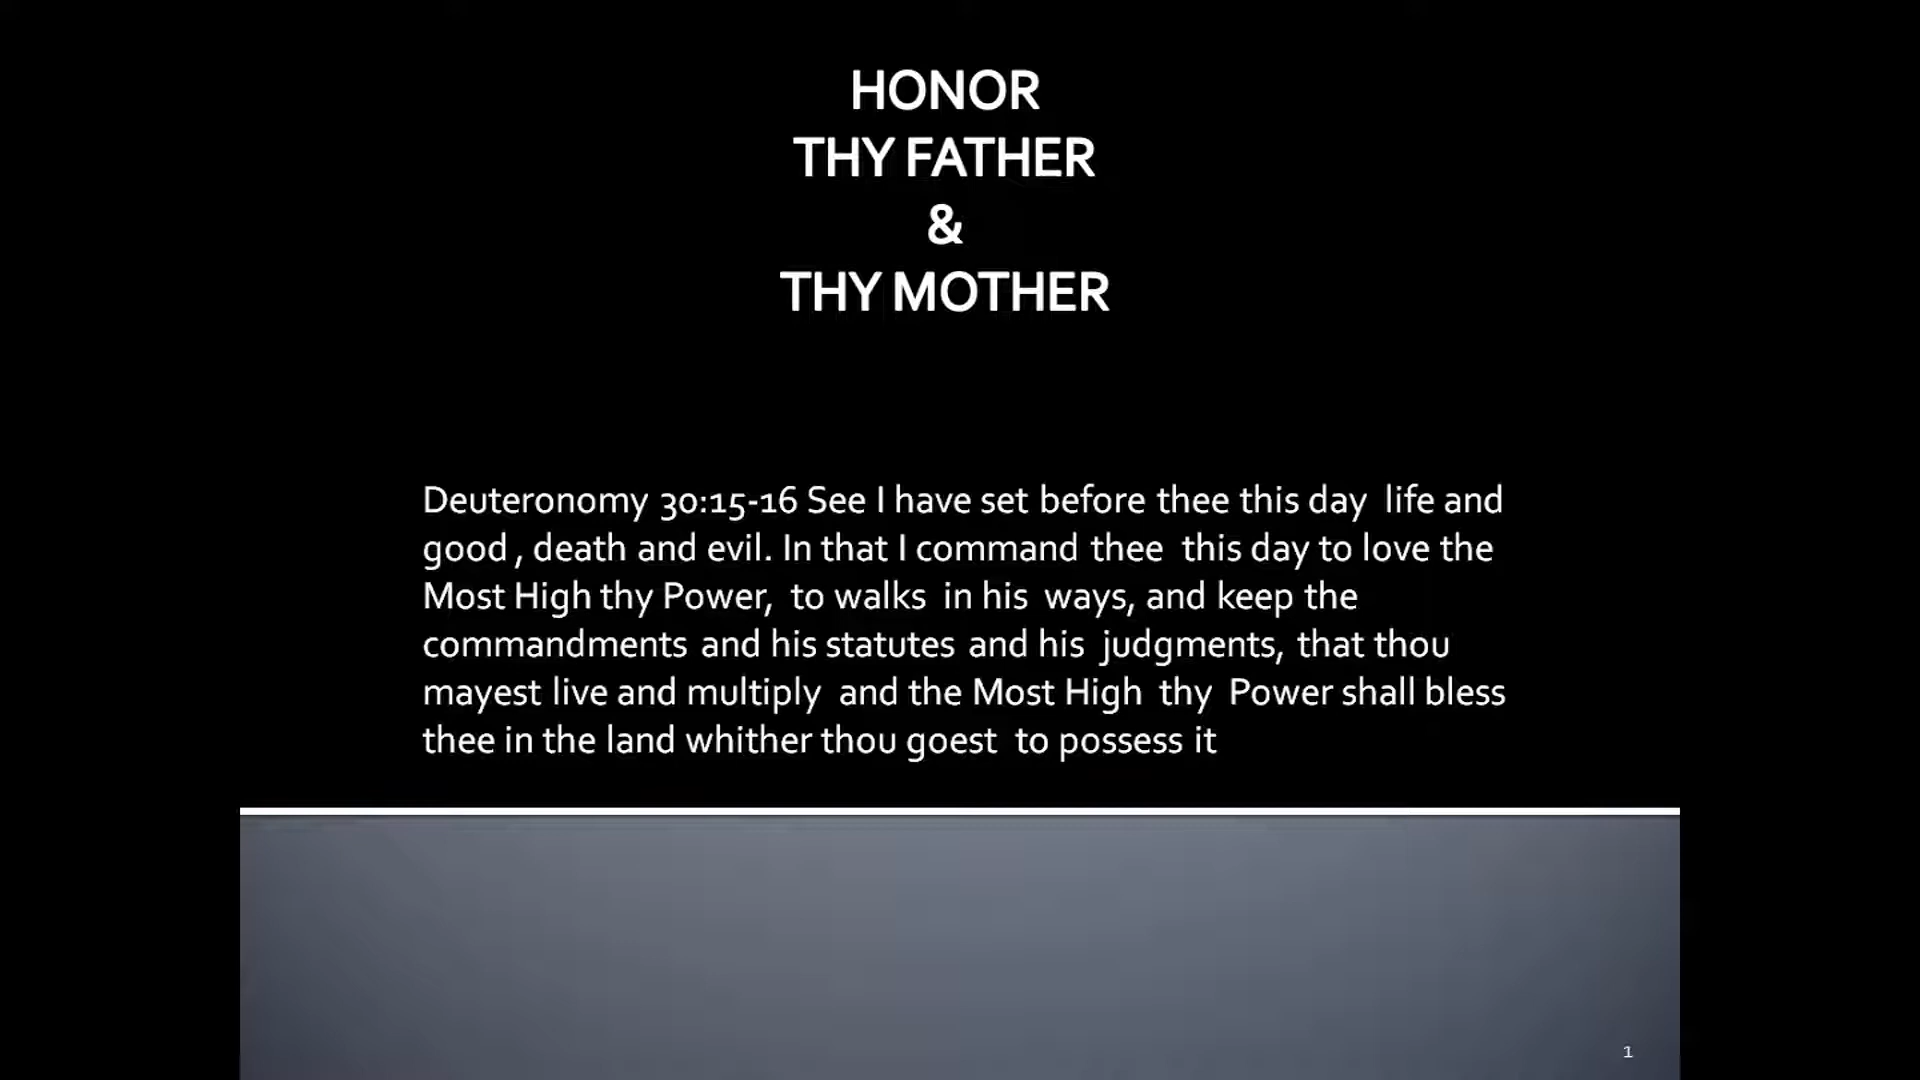 HONOR
THY FATHER
&
THY MOTHER
Deuteronomy 30:15-16 See I have set before thee this day life and
good , death and evil. In that I command thee this day to love the
Most High thy Power, to walks in his ways, and keep the
commandments and his statutes and his judgments, that thou
mayest live and multiply and the Most High thy Power shall bless
thee in the land whither thou goest to possess it
1